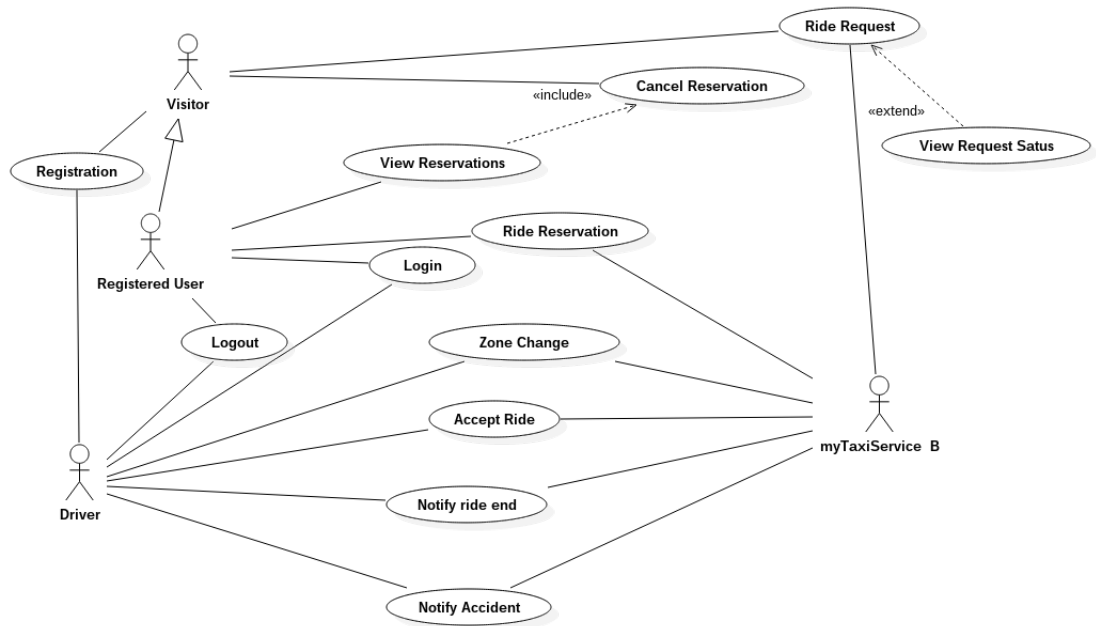 Ride Request
Visitor
Cancel Reservation
«include»
«extend»
View Request Satus
View Reservations
Registration
Ride Reservation
Login
Registered User
Logout
Zone Change
Accept Ride
myTaxiService  B
Notify ride end
Driver
Notify Accident